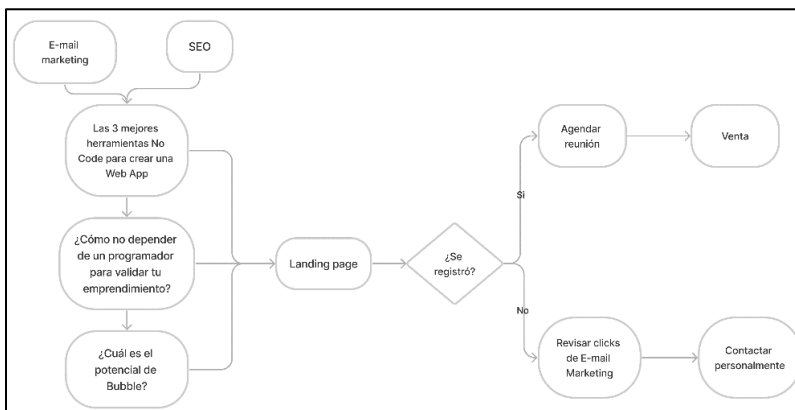 E-mail
marketing
SEO
Las 3 mejores
herramientas No
Code para crear una
Web App
¿Cómo no depender
de un programador
para validar tu
emprendimiento?
¿Cuál es el
potencial de
Bubble?
Landing page
¿Se
registró?
Si
Agendar
reunión
Venta
No
Revisar clicks
de E-mail
Marketing
Contactar
personalmente